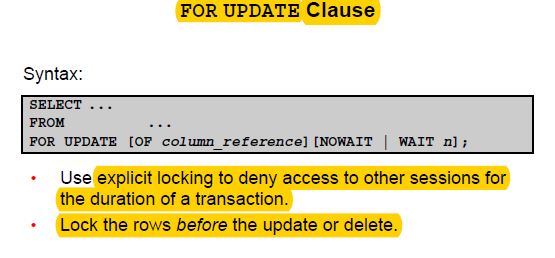 FOR UPDATE Clause
Syntax:
SELECT ...
FROM ...
FOR UPDATE [OF column_reference][NOWAIT | WAIT n];
• Use explicit locking to deny access to other sessions for
the duration of a transaction.
• Lock the rows before the update or delete.